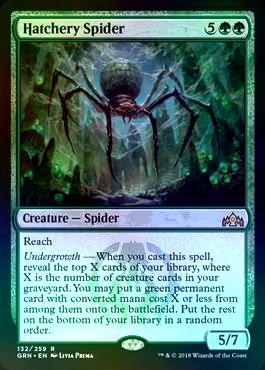 Hatchery Spider 5
Creature — Spider
Reach
Undergrowth — When you cast this spell,
reveal the top X cards of your library, where
X is the number of creature cards in your
graveyard. You may put a green permanent
card with converted mana cost X or less from
among them onto the battlefield. Put the rest
on the bottom of your library in a random
order.
5/7
132/259 R
GRN • EN LIVIA PRIMA ™ & © 2018 Wizards of the Coast